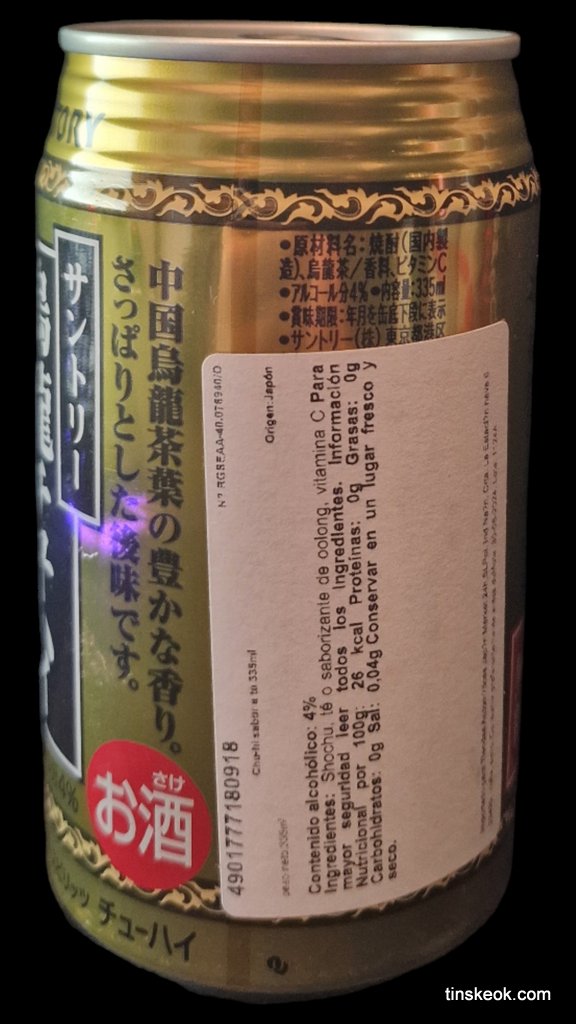 TORY
●原材料名:焼酎(国内製
造)、烏龍茶/香料、ビタミンC
●アルコール分4%●内容量:335ml
●賞味期限:年月を缶底下段に表示
●サントリー(株)東京都港区
サントリー
中国烏龍茶葉の豊かな香り。
さっぱりとした後味です。
お酒
さけ
チューハイ
4901777180918
Chu-hi sabor a té 335ml
Origen: Japón
Contenido alcohólico: 4%
Ingredientes: Shochu, té o saborizante de oolong, vitamina C Para
mayor seguridad leer todos los ingredientes. Información
Nutricional por 100g: 26 kcal Proteínas: 0g Grasas: 0g
Carbohidratos: 0g Sal: 0,04g Conservar en un lugar fresco y
seco.
tinskeok.com